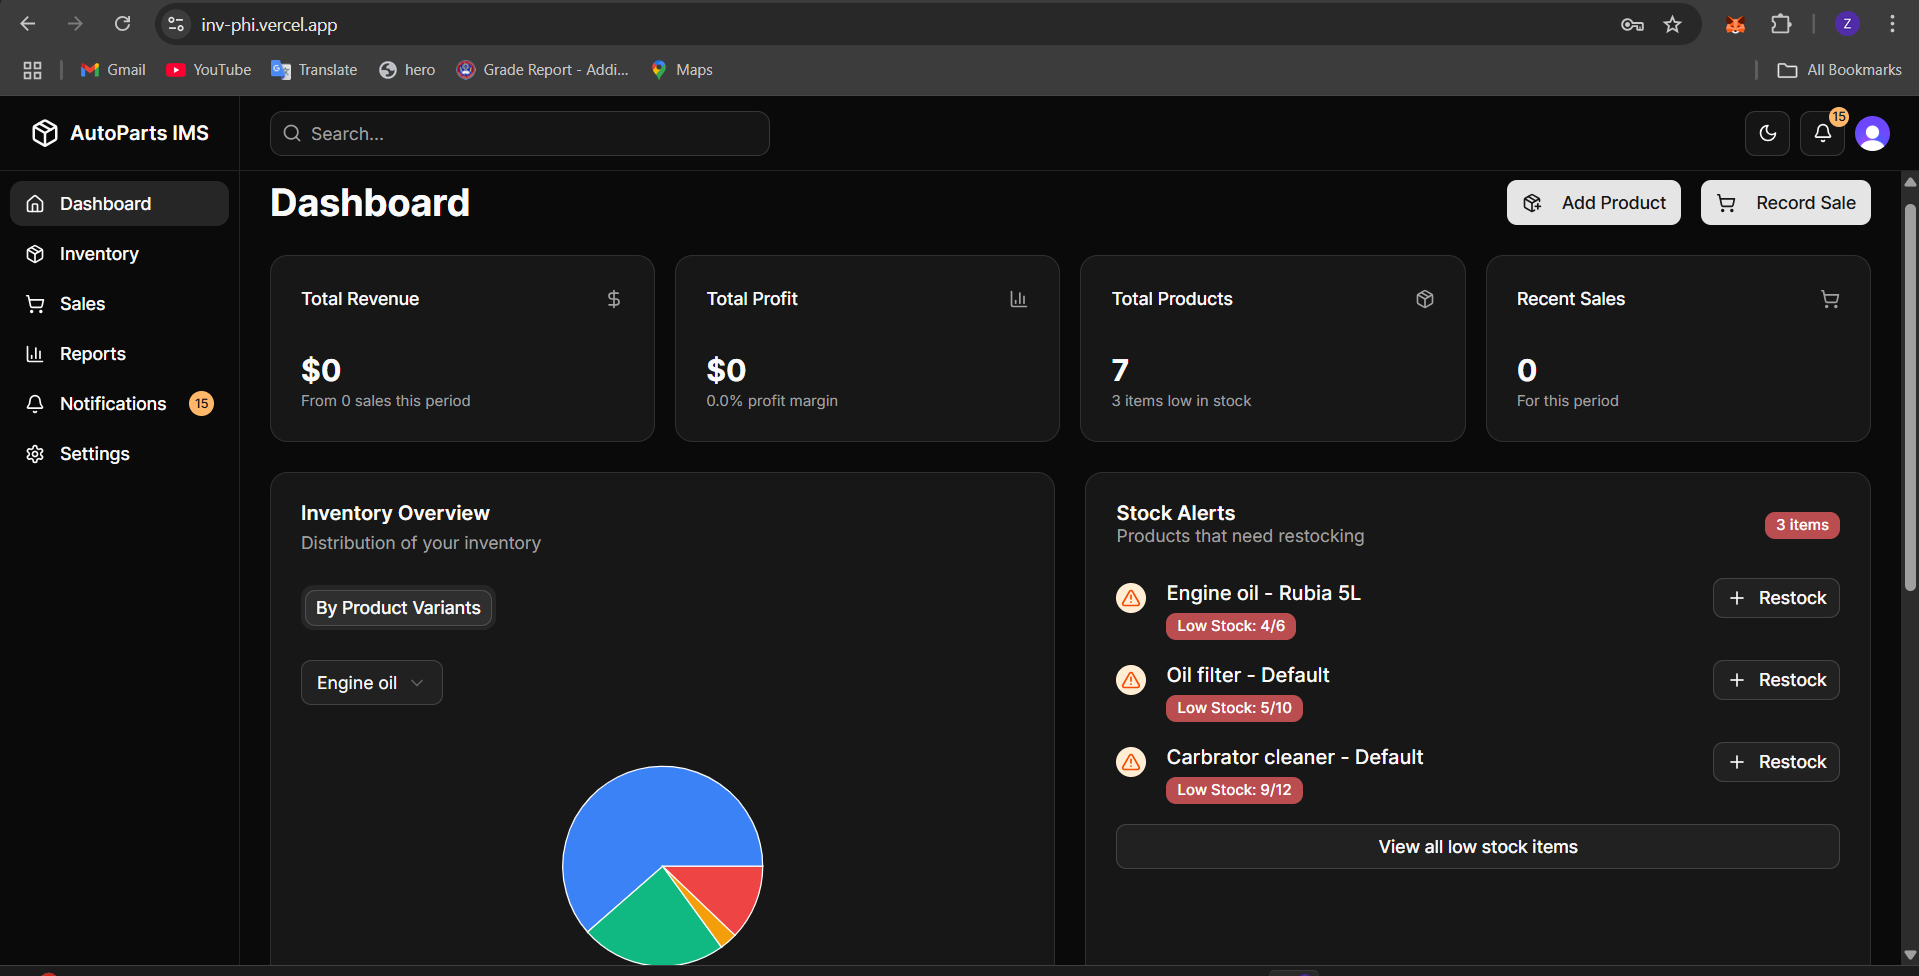 inv-phi.vercel.app
Z
Gmail
YouTube
Translate
hero
Grade Report - Addi...
Maps
All Bookmarks
AutoParts IMS
Search...
15
Dashboard
Inventory
Sales
Reports
Notifications 15
Settings
Dashboard
Add Product
Record Sale
Total Revenue
$0
From 0 sales this period
Total Profit
$0
0.0% profit margin
Total Products
7
3 items low in stock
Recent Sales
0
For this period
Inventory Overview
Distribution of your inventory
By Product Variants
Engine oil
Stock Alerts
Products that need restocking
3 items
Engine oil - Rubia 5L
Low Stock: 4/6
+ Restock
Oil filter - Default
Low Stock: 5/10
+ Restock
Carbrator cleaner - Default
Low Stock: 9/12
+ Restock
View all low stock items